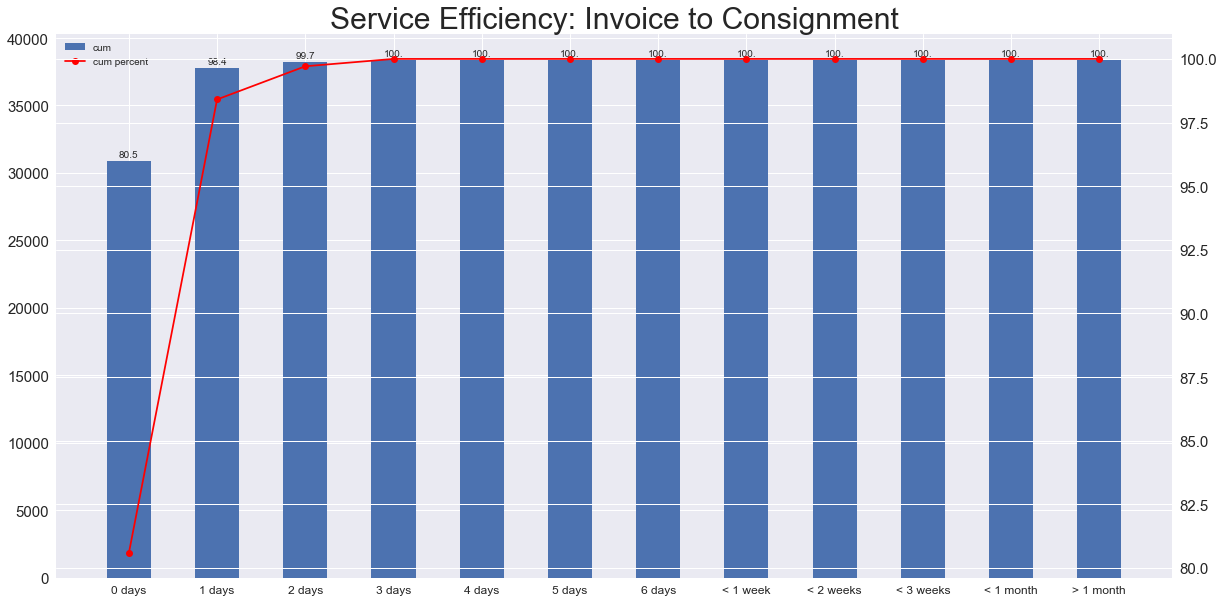 Service Efficiency: Invoice to Consignment
40000
35000
30000
25000
20000
15000
10000
5000
0
cum
cum percent
80.5
98.4
99.7
100.
100.
100.
100.
100.
100.
100.
100.
100.0
97.5
95.0
92.5
90.0
87.5
85.0
82.5
80.0
0 days
1 days
2 days
3 days
4 days
5 days
6 days
< 1 week
< 2 weeks
< 3 weeks
< 1 month
> 1 month